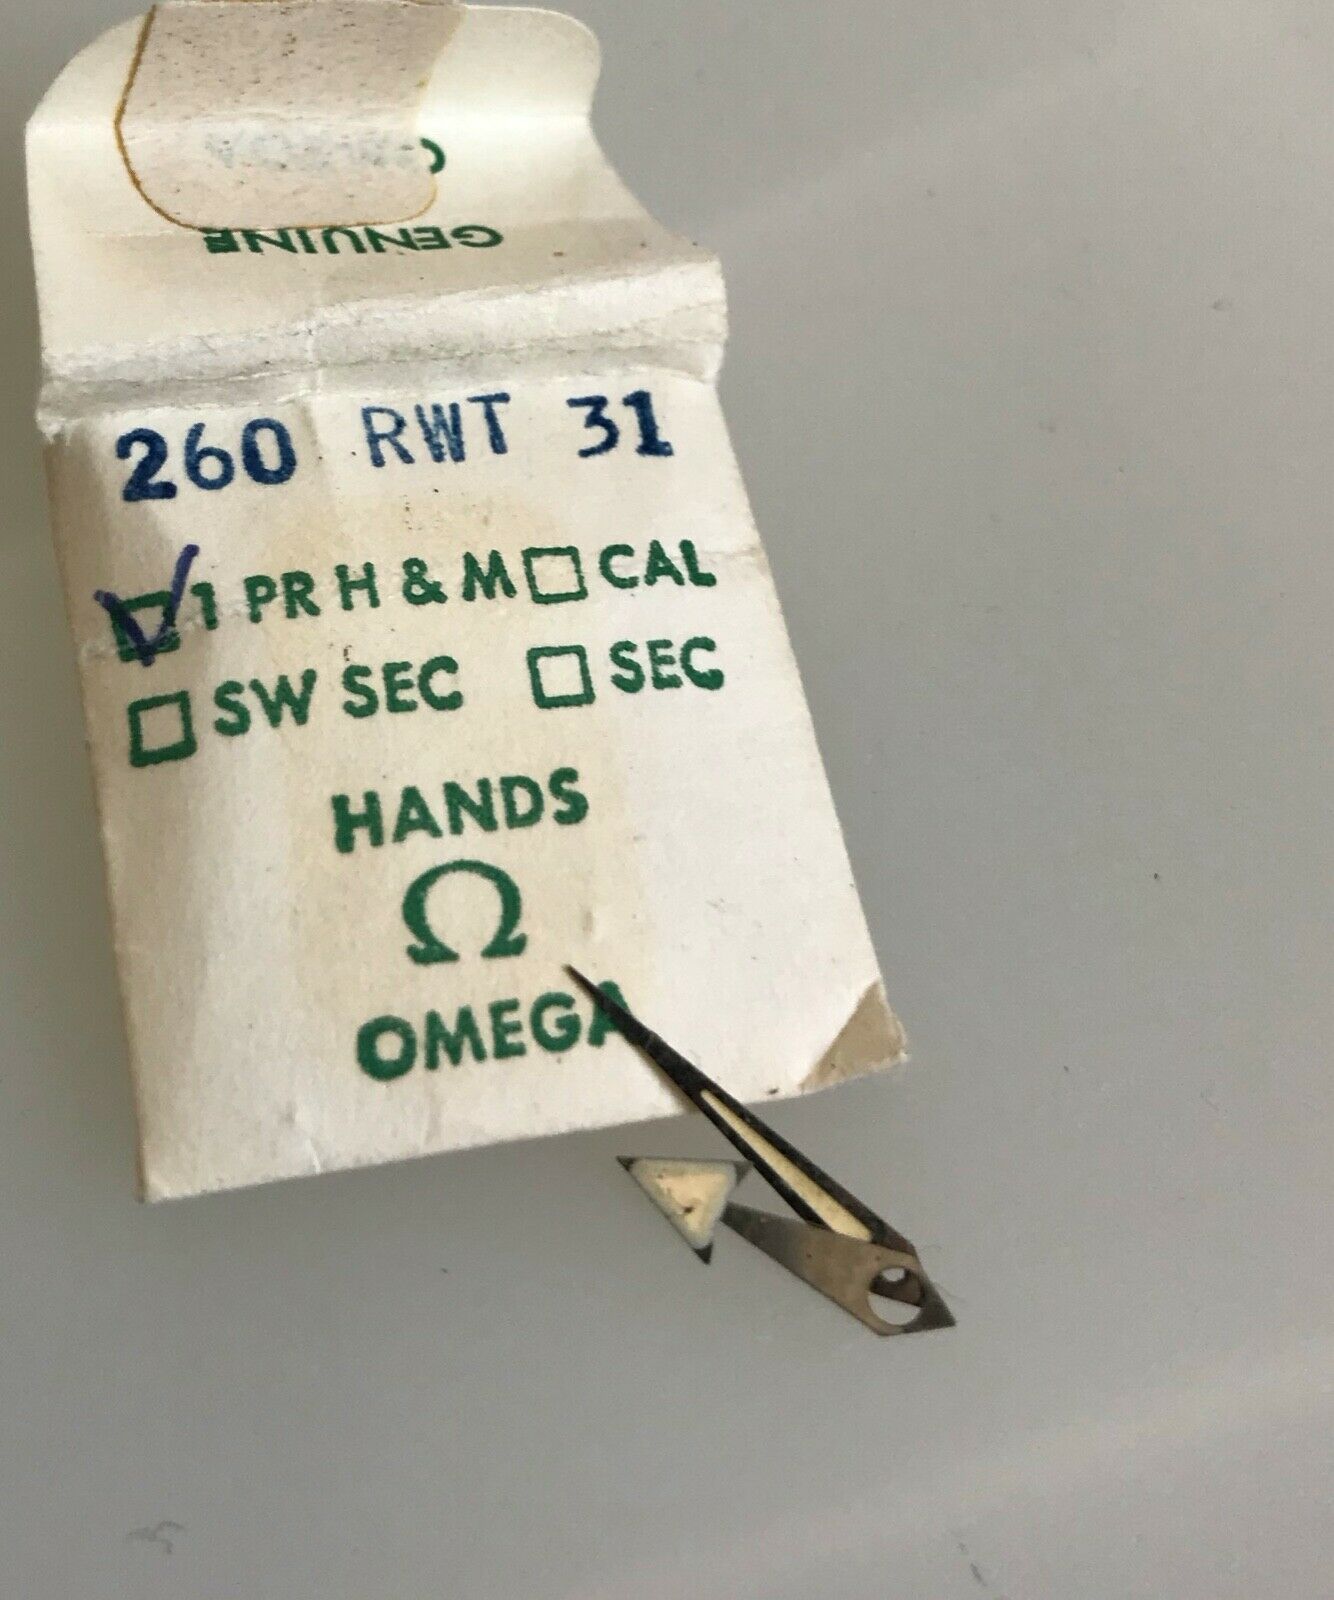 GENUINE
260 RWT 31
1 PR H & M CAL
SW SEC SEC
HANDS
Ω
OMEGA